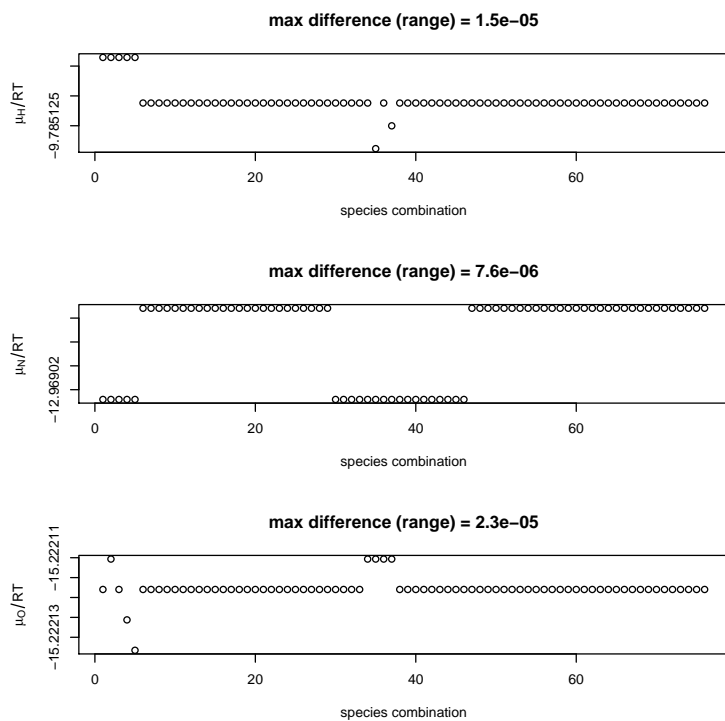 max difference (range) = 1.5e−05
μH/RT
−9.785125
0 20 40 60
species combination
max difference (range) = 7.6e−06
μN/RT
−12.96902
0 20 40 60
species combination
max difference (range) = 2.3e−05
μO/RT
−15.22213 −15.22211
0 20 40 60
species combination